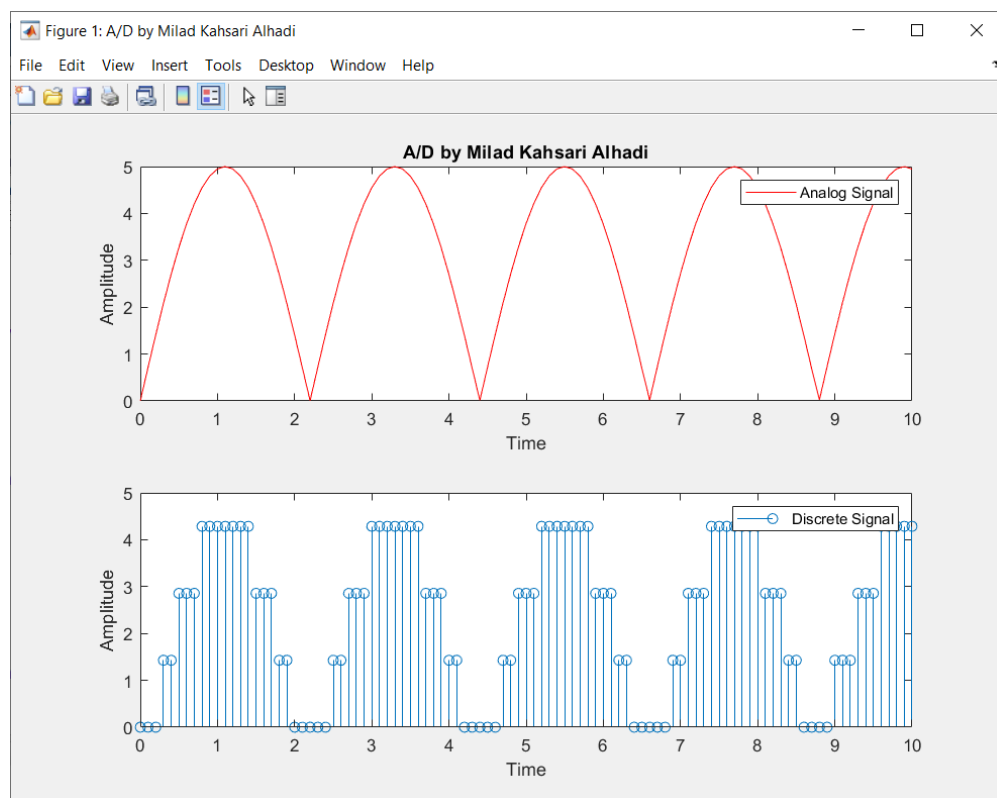 Figure 1: A/D by Milad Kahsari Alhadi
File Edit View Insert Tools Desktop Window Help
A/D by Milad Kahsari Alhadi
5
4
3
2
1
0
Amplitude
Analog Signal
0 1 2 3 4 5 6 7 8 9 10
Time
5
4
3
2
1
0
Amplitude
Discrete Signal
0 1 2 3 4 5 6 7 8 9 10
Time